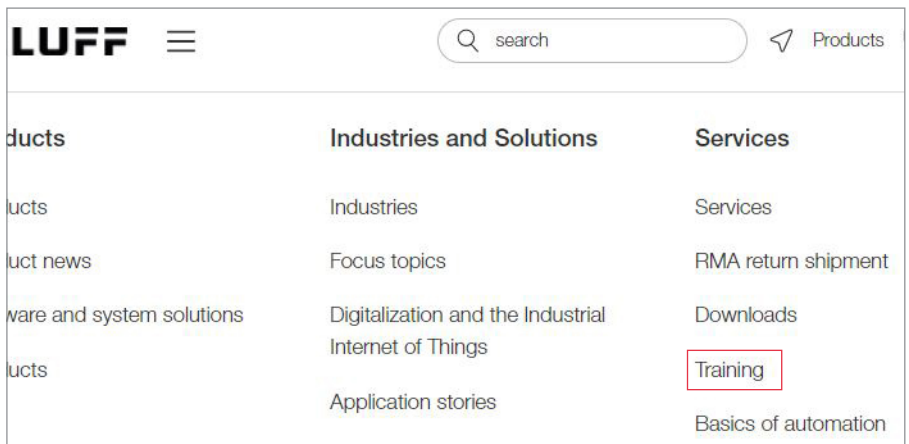 LUFF
search
Products
ducts
Industries and Solutions
Services
ucts
Industries
Services
uct news
Focus topics
RMA return shipment
ware and system solutions
Digitalization and the Industrial
Internet of Things
Downloads
ucts
Training
Application stories
Basics of automation